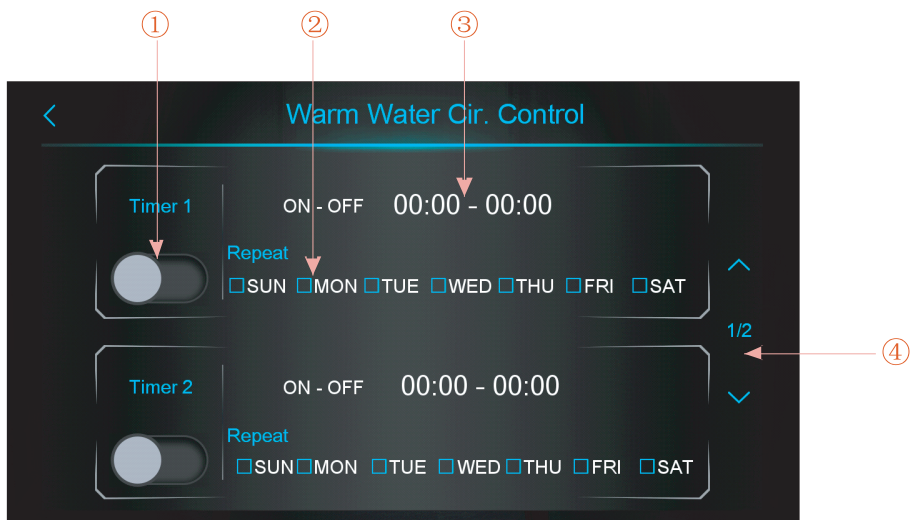 ① ② ③
Warm Water Cir. Control
Timer 1 ON - OFF 00:00 - 00:00
Repeat
SUN MON TUE WED THU FRI SAT
1/2
④
Timer 2 ON - OFF 00:00 - 00:00
Repeat
SUN MON TUE WED THU FRI SAT